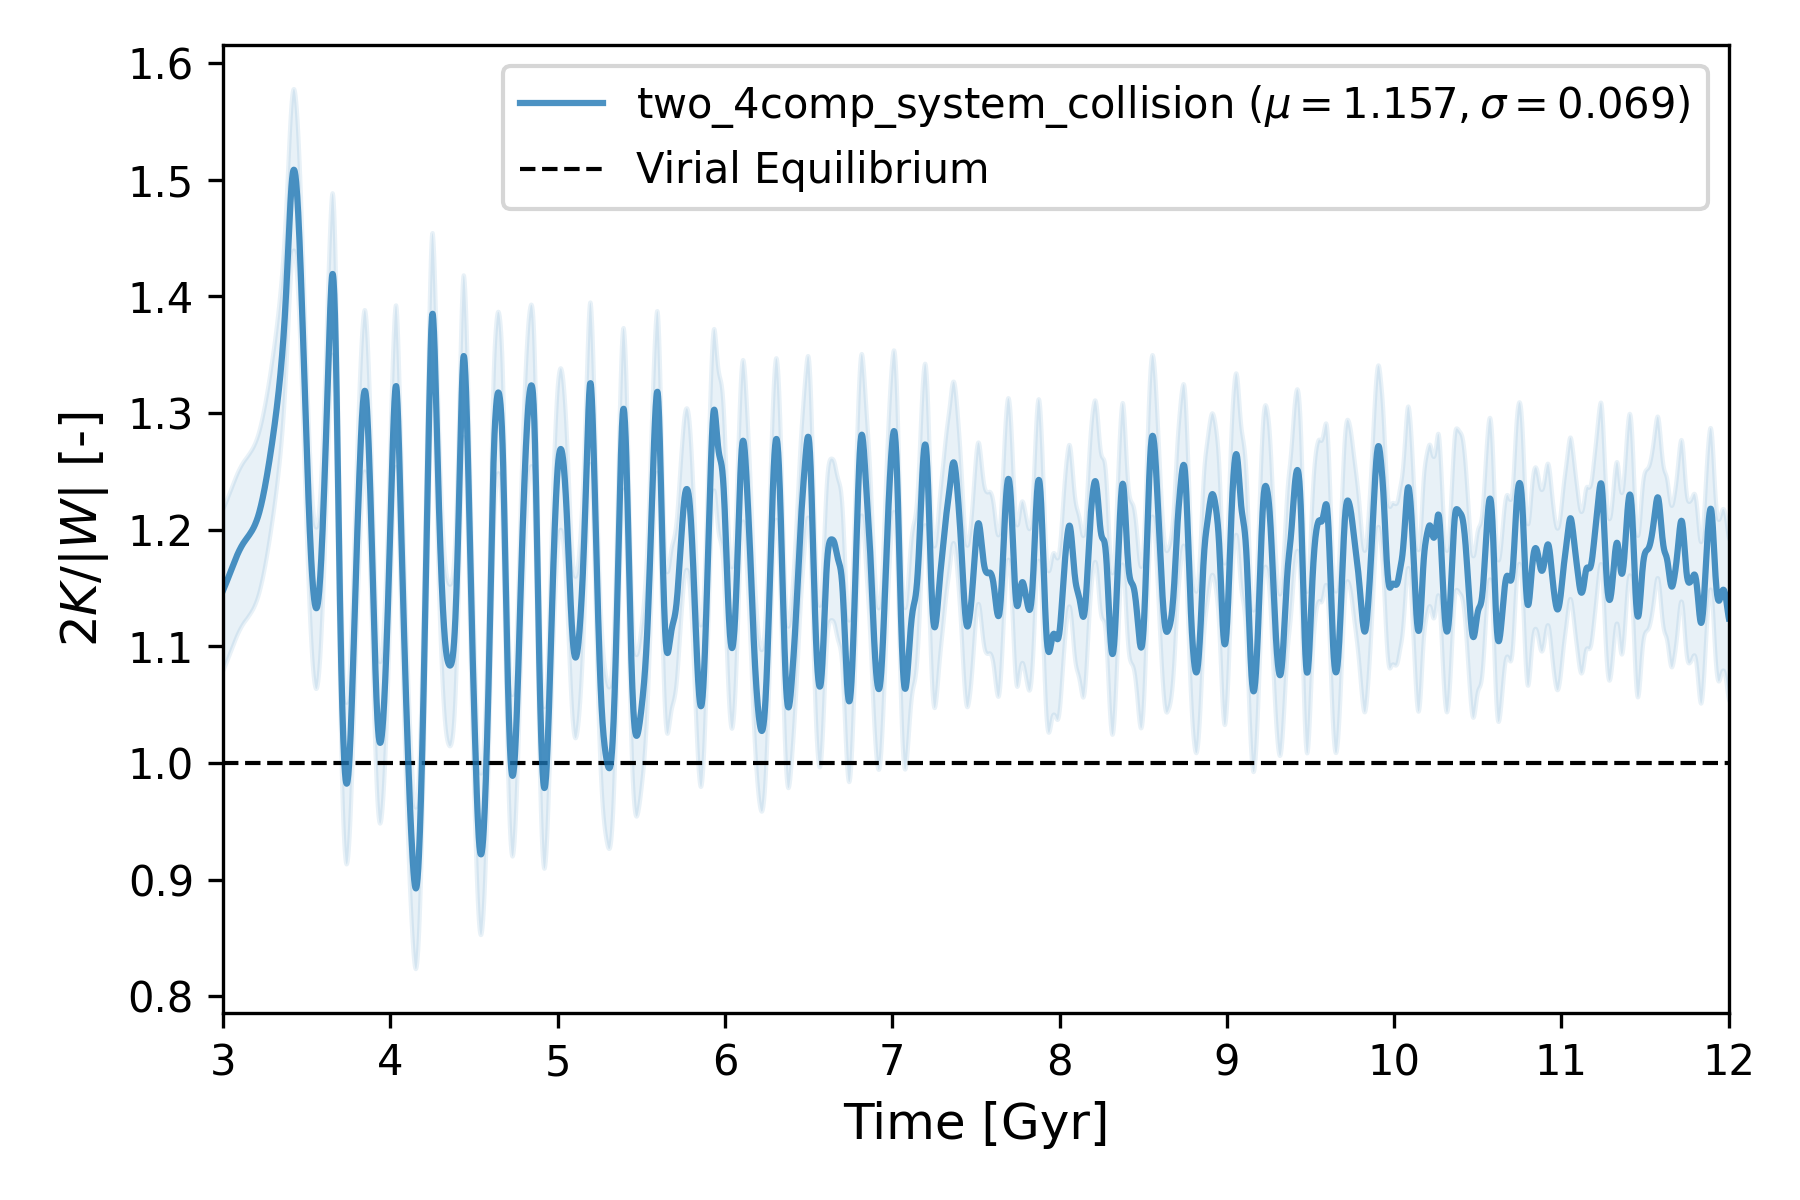 two_4comp_system_collision (μ = 1.157, σ = 0.069)
Virial Equilibrium
2K/|W| [-]
1.6
1.5
1.4
1.3
1.2
1.1
1.0
0.9
0.8
3 4 5 6 7 8 9 10 11 12
Time [Gyr]